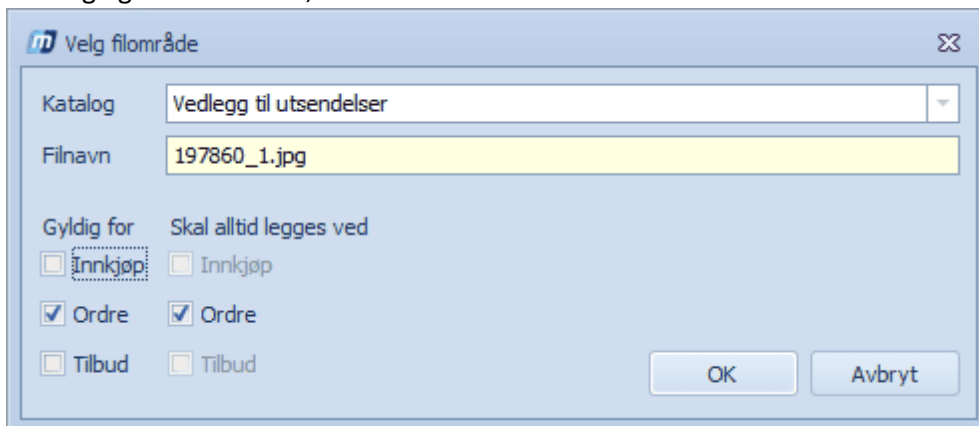 Velg filområde
Katalog Vedlegg til utsendelser
Filnavn 197860_1.jpg
Gyldig for Skal alltid legges ved
Innkjøp Innkjøp
Ordre Ordre
Tilbud Tilbud
OK Avbryt